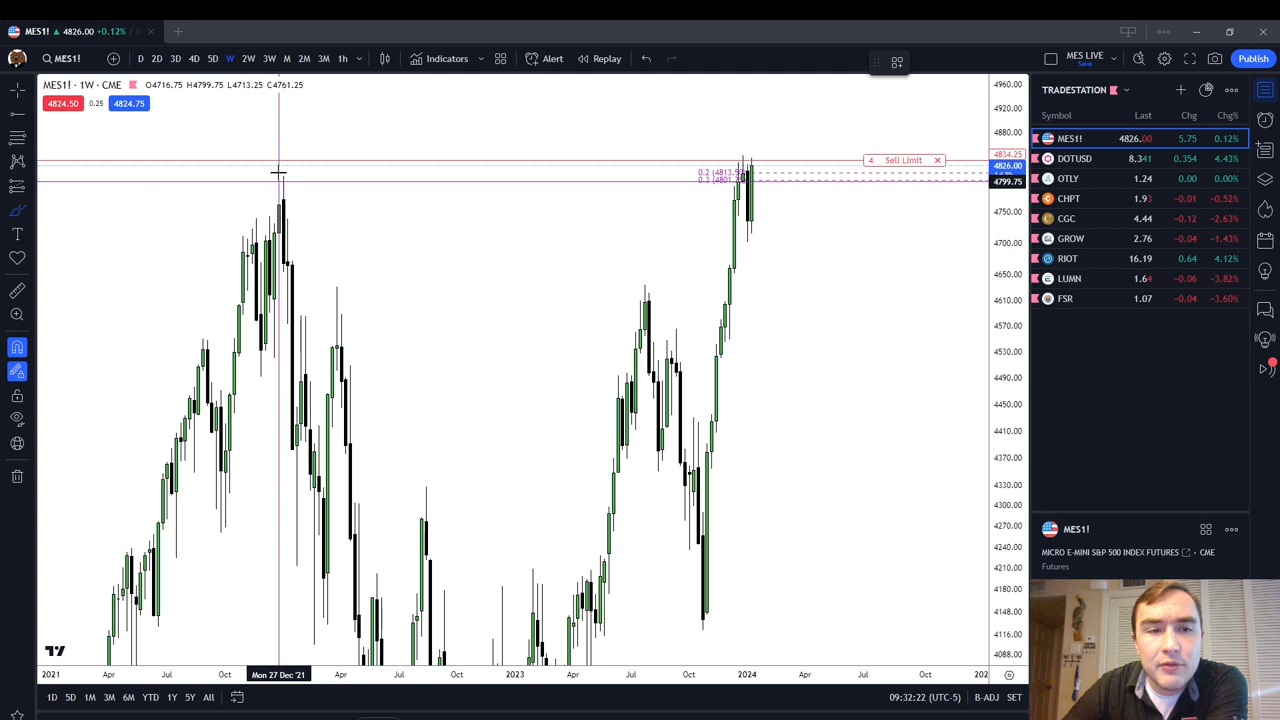 MES1! 4826.00 +0.12%
MES1!
D 2D 3D 4D 5D W 2W 3W M 2M 3M 1h
Indicators
Alert
Replay
MES LIVE
Save
Publish
MES1! · 1W · CME O4716.75 H4799.75 L4713.25 C4761.25
4824.50 0.25 4824.75
4 Sell Limit
0.2 (4813.50)
4960.00
4920.00
4880.00
4834.25
4826.00
4799.75
4750.00
4700.00
4650.00
4610.00
4570.00
4530.00
4490.00
4450.00
4410.00
4370.00
4330.00
4300.00
4270.00
4240.00
4210.00
4180.00
4148.00
4116.00
4088.00
2021 Apr Jul Oct Mon 27 Dec '21 Apr Jul Oct 2023 Apr Jul Oct 2024 Apr Jul Oct
1D 5D 1M 3M 6M YTD 1Y 5Y All
09:32:22 (UTC-5) B-ADJ SET
TRADESTATION
Symbol Last Chg Chg%
MES1! 4826.00 5.75 0.12%
DOTUSD 8.341 0.354 4.43%
OTLY 1.24 0.00 0.00%
CHPT 1.93 −0.01 −0.52%
CGC 4.44 −0.12 −2.63%
GROW 2.76 −0.04 −1.43%
RIOT 16.19 0.64 4.12%
LUMN 1.64 −0.06 −3.82%
FSR 1.07 −0.04 −3.60%
MES1!
MICRO E-MINI S&P 500 INDEX FUTURES · CME
Futures